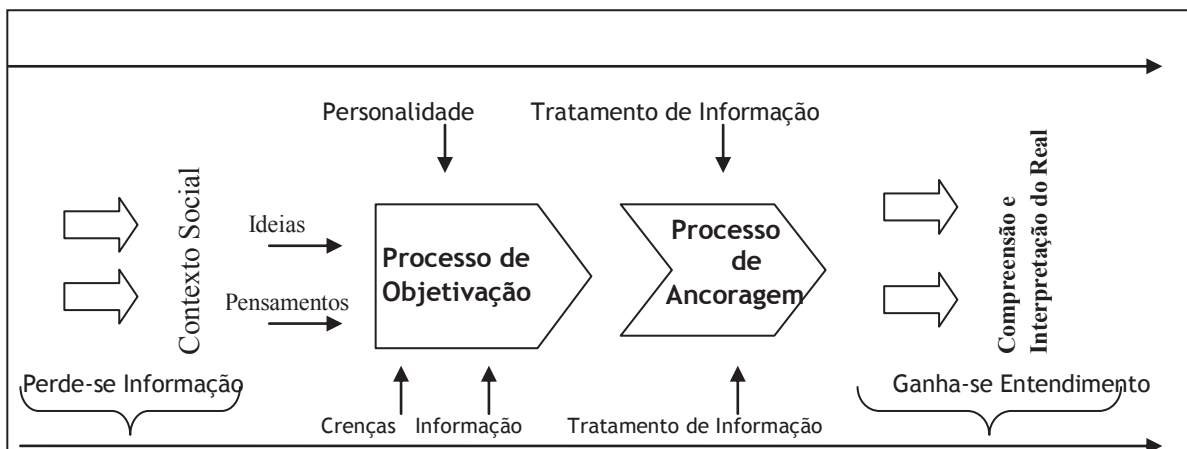 Personalidade
Tratamento de Informação
Contexto Social
Ideias
Pensamentos
Processo de
Objetivação
Processo
de
Ancoragem
Compreensão e
Interpretação do Real
Perde-se Informação
Ganha-se Entendimento
Crenças
Informação
Tratamento de Informação